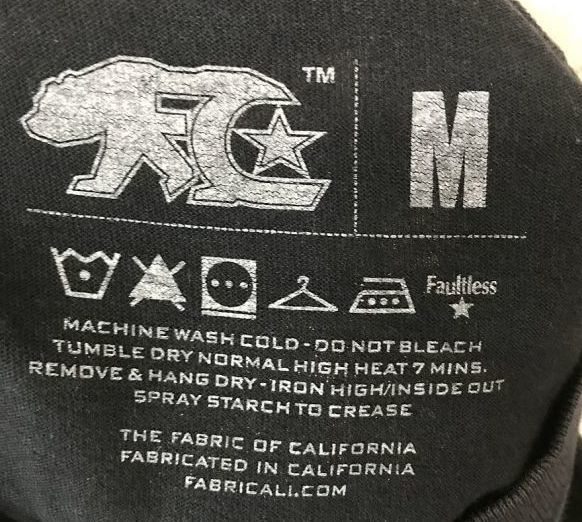 FC
TM
M
Faultless
MACHINE WASH COLD - DO NOT BLEACH
TUMBLE DRY NORMAL HIGH HEAT 7 MINS.
REMOVE & HANG DRY - IRON HIGH/INSIDE OUT
SPRAY STARCH TO CREASE
THE FABRIC OF CALIFORNIA
FABRICATED IN CALIFORNIA
FABRICALI.COM